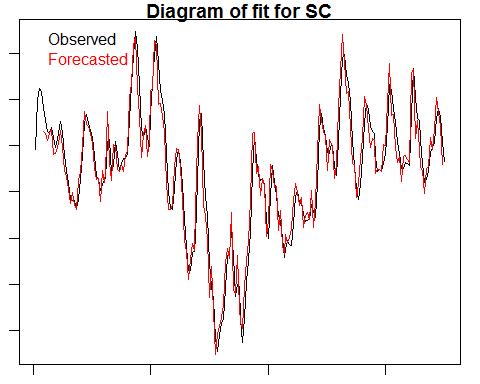 Diagram of fit for SC
Observed
Forecasted